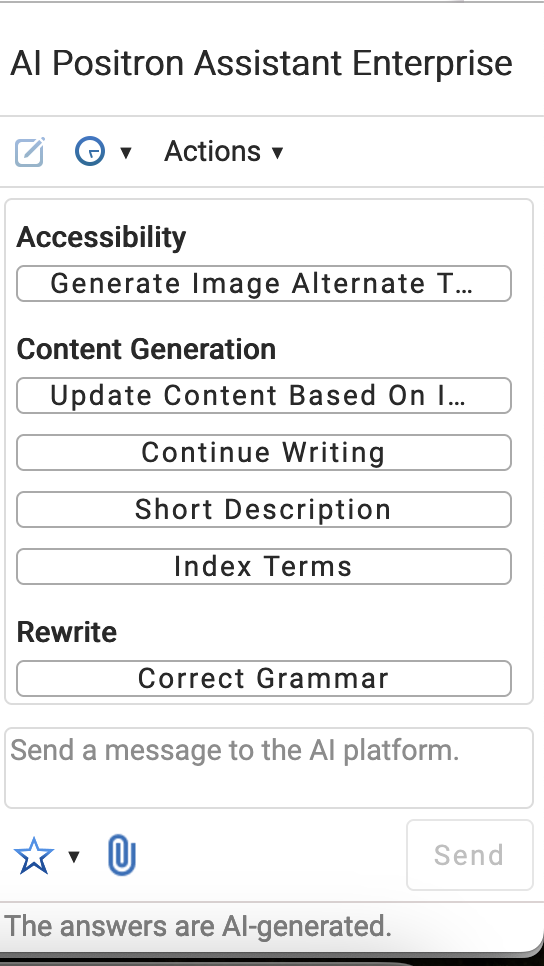 AI Positron Assistant Enterprise
Actions
Accessibility
Generate Image Alternate T...
Content Generation
Update Content Based On I...
Continue Writing
Short Description
Index Terms
Rewrite
Correct Grammar
Send a message to the AI platform.
Send
The answers are AI-generated.